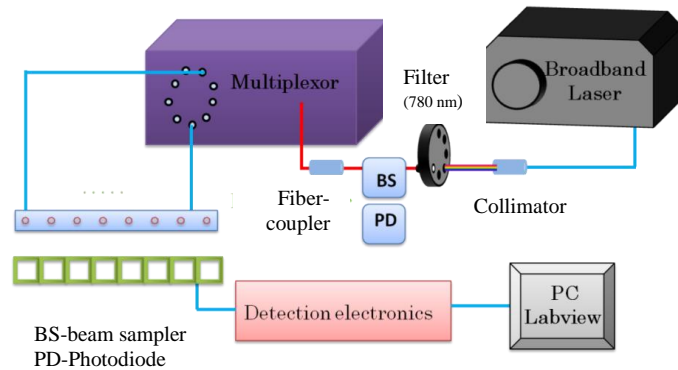 Multiplexor
Filter
(780 nm)
Broadband
Laser
BS
PD
Fiber-
coupler
Collimator
.....
Detection electronics
PC
Labview
BS-beam sampler
PD-Photodiode